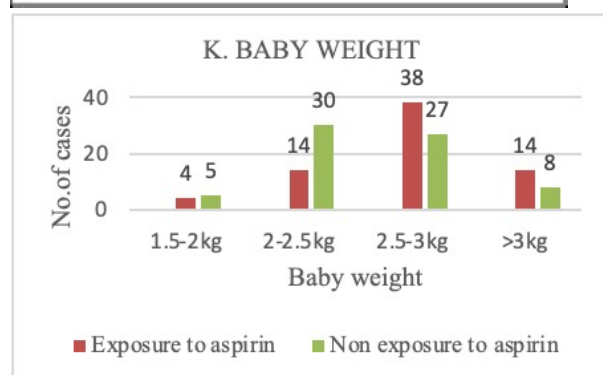 K. BABY WEIGHT
No.of cases
40
20
0
4 5
14 30
38 27
14 8
1.5-2kg 2-2.5kg 2.5-3kg >3kg
Baby weight
Exposure to aspirin Non exposure to aspirin